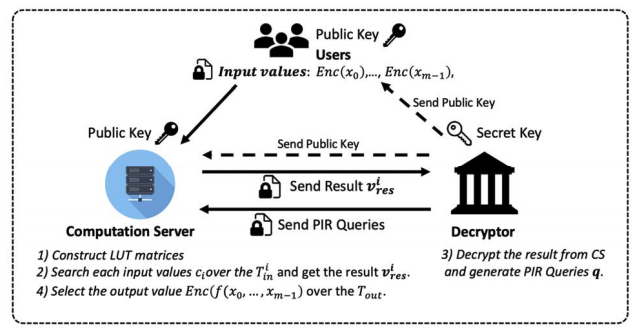 Public Key
Users
Input values: Enc(x_0),…, Enc(x_{m−1}),
Send Public Key
Public Key
Send Public Key
Secret Key
Send Result v_{res}^i
Send PIR Queries
Computation Server
Decryptor
1) Construct LUT matrices
2) Search each input values c_i over the T_{in}^i and get the result v_{res}^i.
4) Select the output value Enc(f(x_0, …, x_{m−1}) over the T_{out}.
3) Decrypt the result from CS
and generate PIR Queries q.